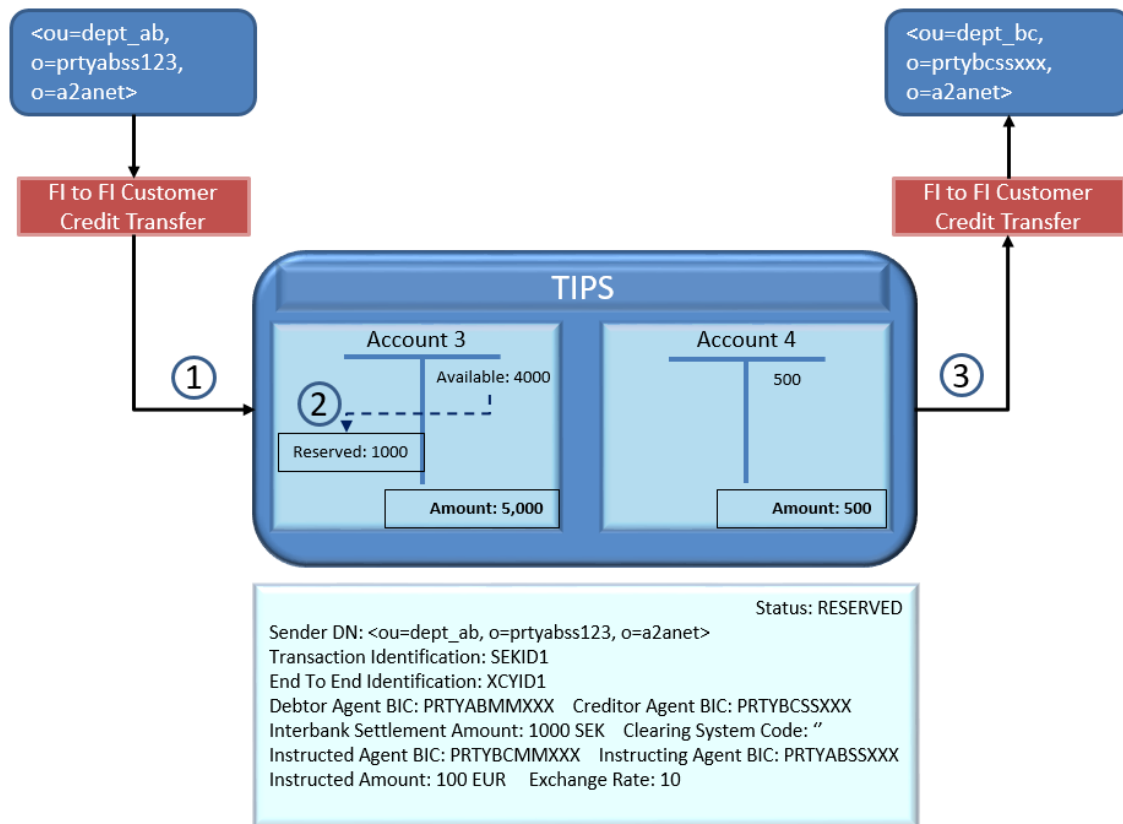 <ou=dept_ab,
o=prtyabss123,
o=a2anet>
<ou=dept_bc,
o=prtybcssxxx,
o=a2anet>
FI to FI Customer
Credit Transfer
FI to FI Customer
Credit Transfer
TIPS
Account 3
Account 4
1
Available: 4000
500
3
2
Reserved: 1000
Amount: 5,000
Amount: 500
Status: RESERVED
Sender DN: <ou=dept_ab, o=prtyabss123, o=a2anet>
Transaction Identification: SEKID1
End To End Identification: XCYID1
Debtor Agent BIC: PRTYABMMXXX Creditor Agent BIC: PRTYBCSSXXX
Interbank Settlement Amount: 1000 SEK Clearing System Code: ‘’
Instructed Agent BIC: PRTYBCMMXXX Instructing Agent BIC: PRTYABSSXXX
Instructed Amount: 100 EUR Exchange Rate: 10